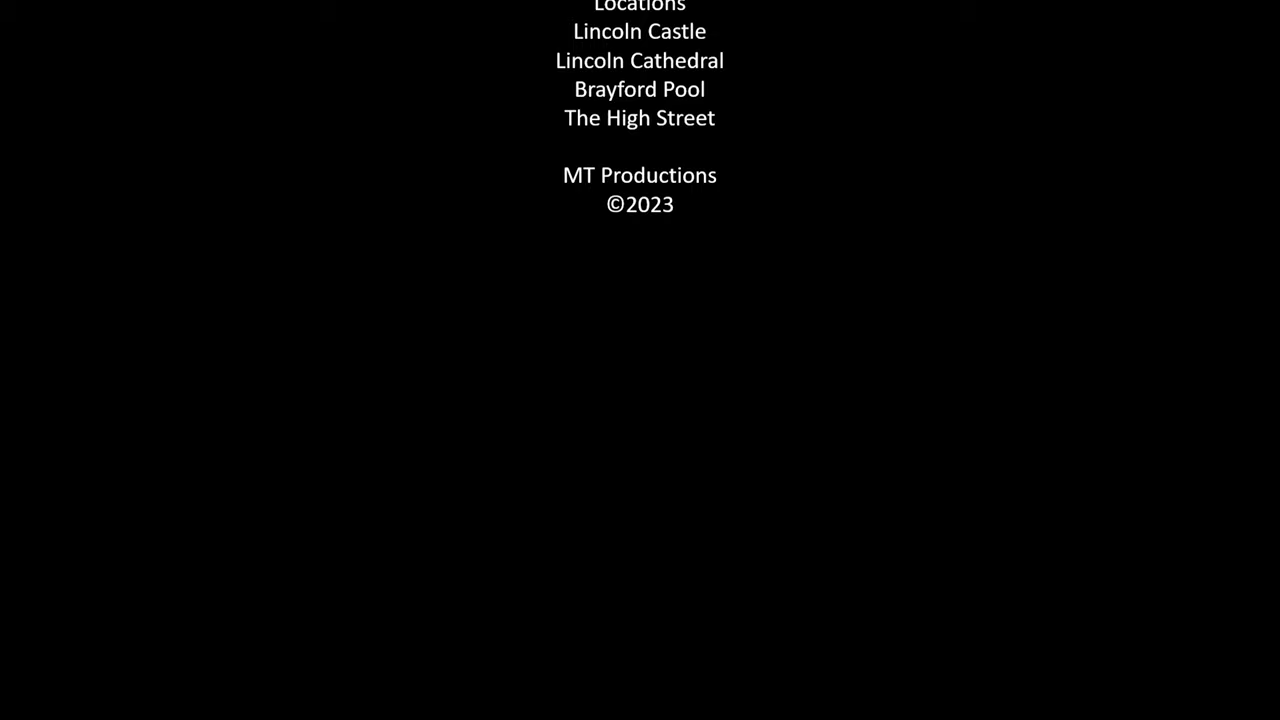 Locations
Lincoln Castle
Lincoln Cathedral
Brayford Pool
The High Street
MT Productions
©2023